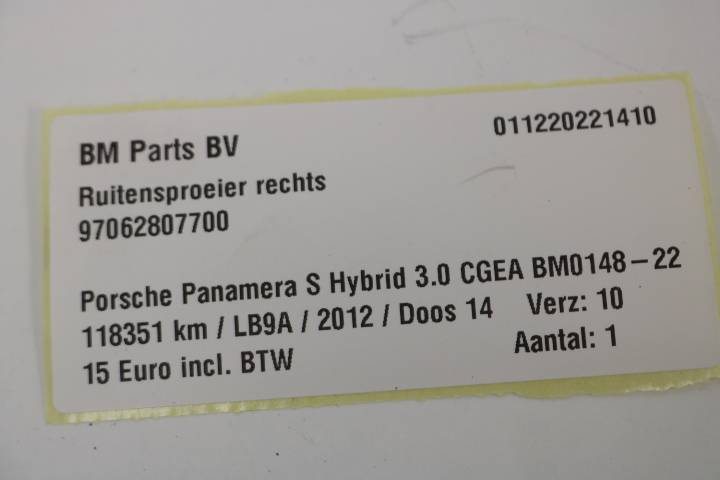 BM Parts BV 011220221410
Ruitensproeier rechts
97062807700
Porsche Panamera S Hybrid 3.0 CGEA BM0148-22
118351 km / LB9A / 2012 / Doos 14 Verz: 10
15 Euro incl. BTW Aantal: 1